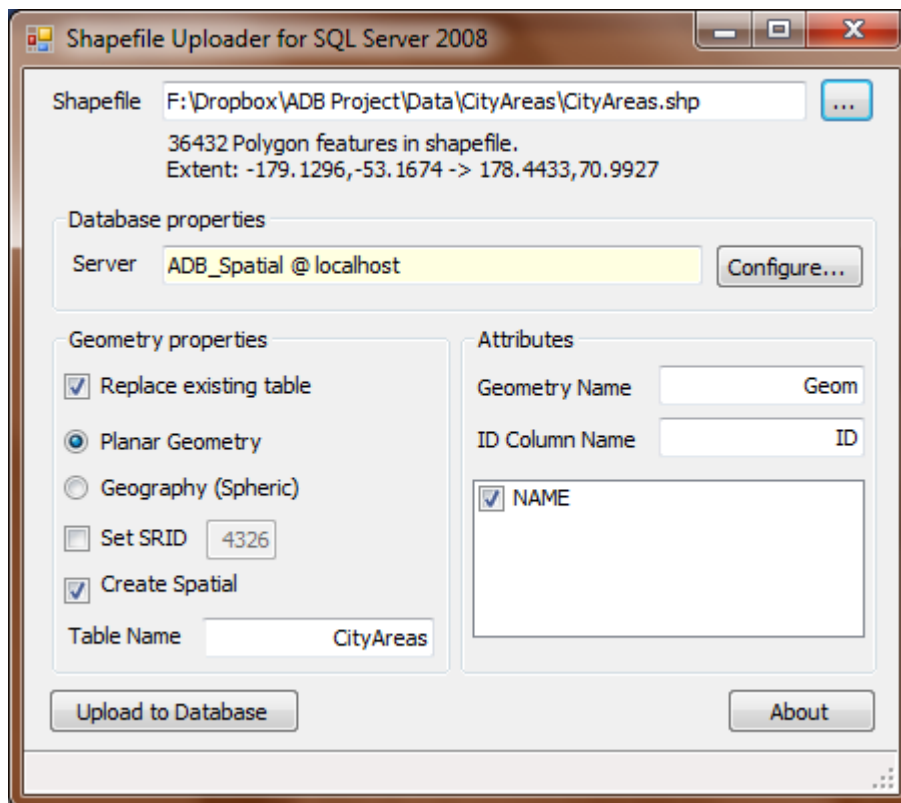 Shapefile Uploader for SQL Server 2008
Shapefile F:\Dropbox\ADB Project\Data\CityAreas\CityAreas.shp ...
36432 Polygon features in shapefile.
Extent: -179.1296,-53.1674 -> 178.4433,70.9927
Database properties
Server ADB_Spatial @ localhost Configure...
Geometry properties
Replace existing table
Planar Geometry
Geography (Spheric)
Set SRID 4326
Create Spatial
Table Name CityAreas
Attributes
Geometry Name Geom
ID Column Name ID
NAME
Upload to Database About